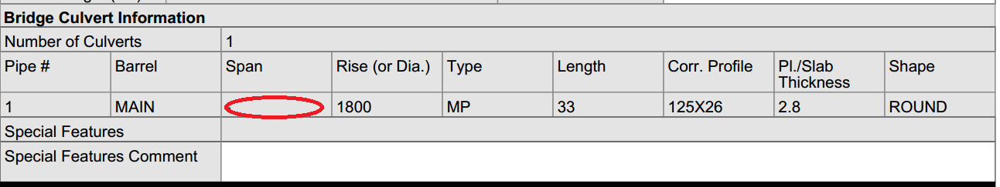 Bridge Culvert Information
Number of Culverts 1
Pipe # Barrel Span Rise (or Dia.) Type Length Corr. Profile Pl./Slab Thickness Shape
1 MAIN 1800 MP 33 125X26 2.8 ROUND
Special Features
Special Features Comment